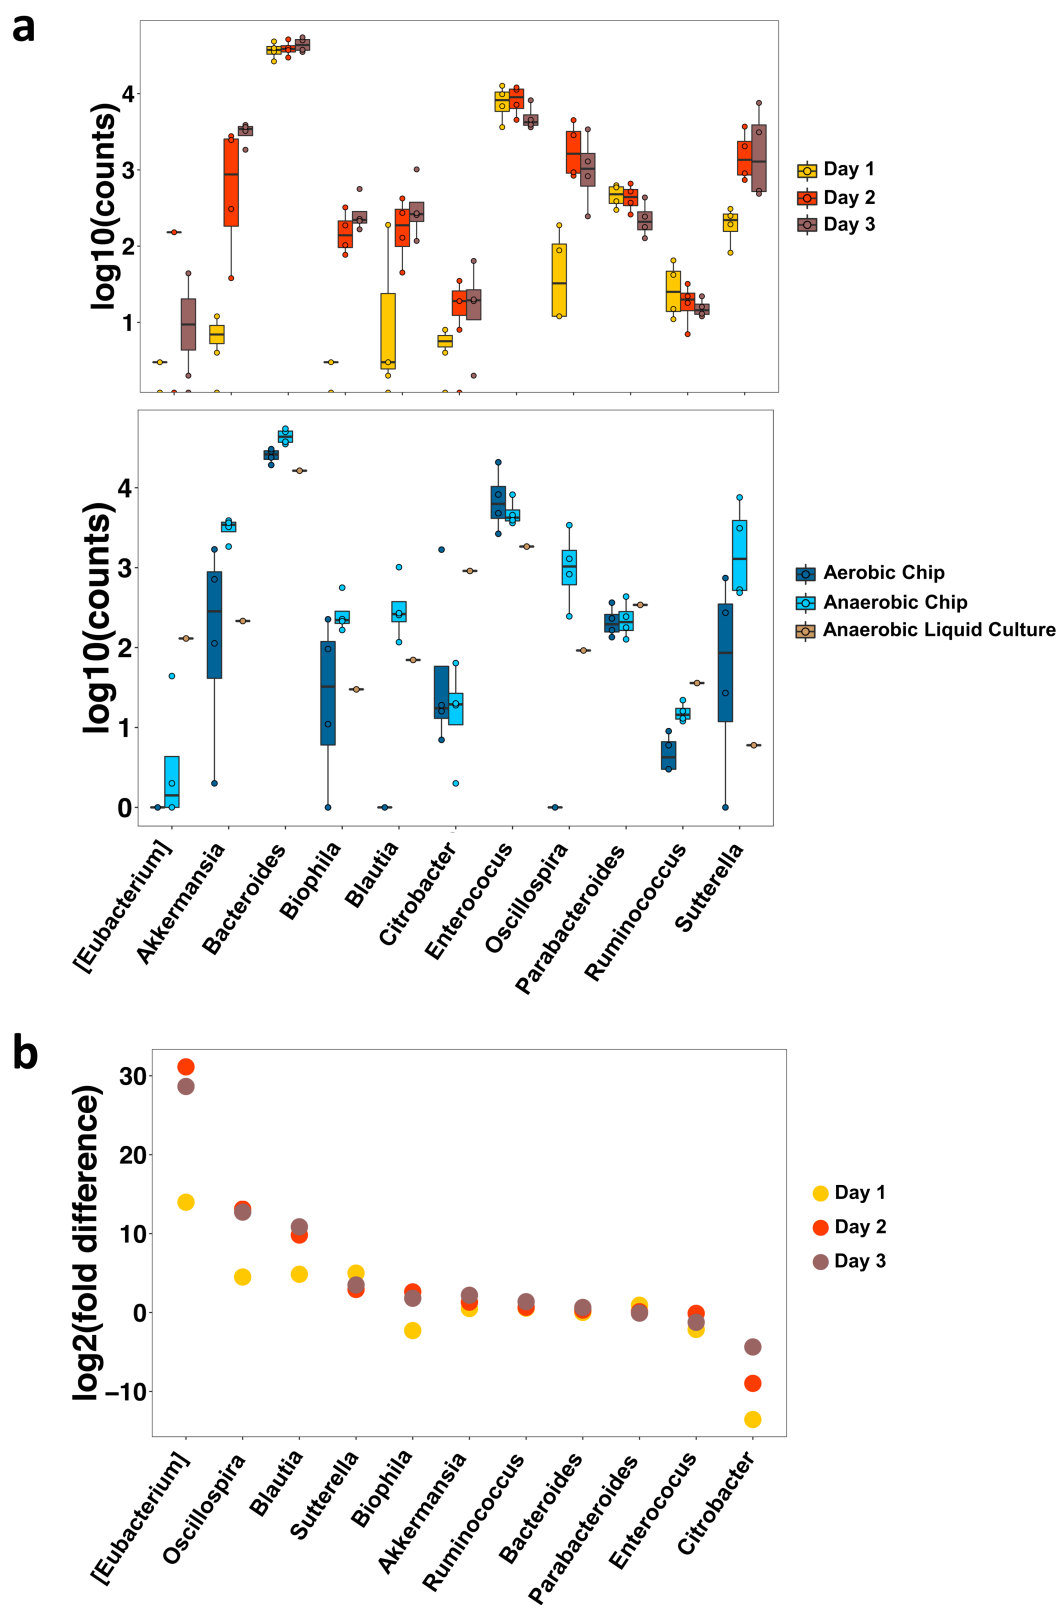 a
log10(counts)
4
3
2
1
Day 1
Day 2
Day 3
log10(counts)
4
3
2
1
0
Aerobic Chip
Anaerobic Chip
Anaerobic Liquid Culture
[Eubacterium]
Akkermansia
Bacteroides
Biophila
Blautia
Citrobacter
Enterococus
Oscillospira
Parabacteroides
Ruminococcus
Sutterella
b
log2(fold difference)
30
20
10
0
−10
Day 1
Day 2
Day 3
[Eubacterium]
Oscillospira
Blautia
Sutterella
Biophila
Akkermansia
Ruminococcus
Bacteroides
Parabacteroides
Enterococus
Citrobacter